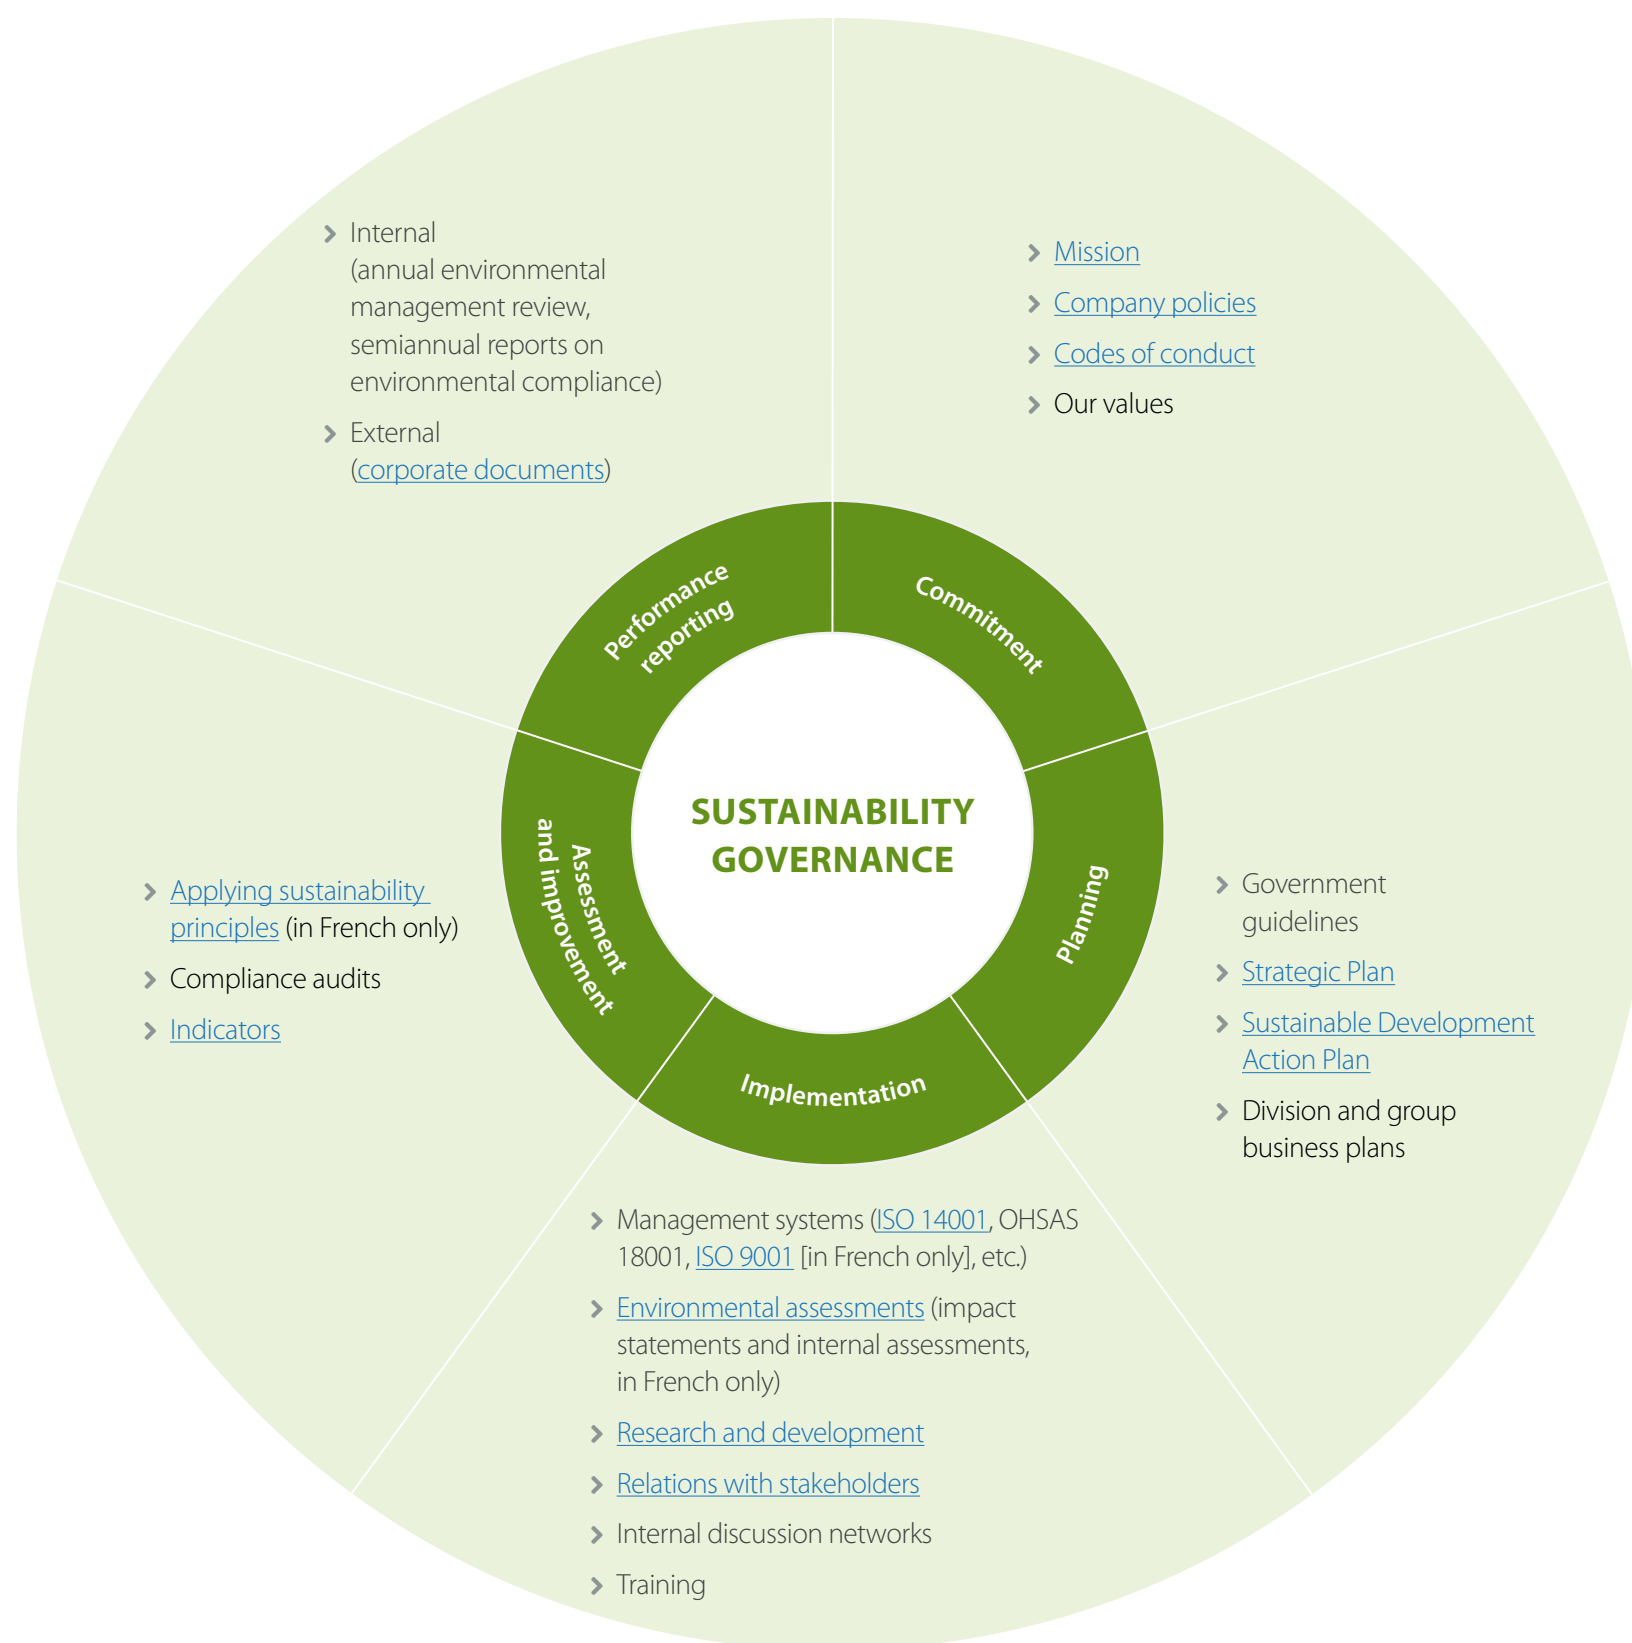 SUSTAINABILITY
GOVERNANCE
Commitment
Mission
Company policies
Codes of conduct
Our values
Planning
Government
guidelines
Strategic Plan
Sustainable Development
Action Plan
Division and group
business plans
Implementation
Management systems (ISO 14001, OHSAS
18001, ISO 9001 [in French only], etc.)
Environmental assessments (impact
statements and internal assessments,
in French only)
Research and development
Relations with stakeholders
Internal discussion networks
Training
Assessment
and improvement
Applying sustainability
principles (in French only)
Compliance audits
Indicators
Performance
reporting
Internal
(annual environmental
management review,
semiannual reports on
environmental compliance)
External
(corporate documents)